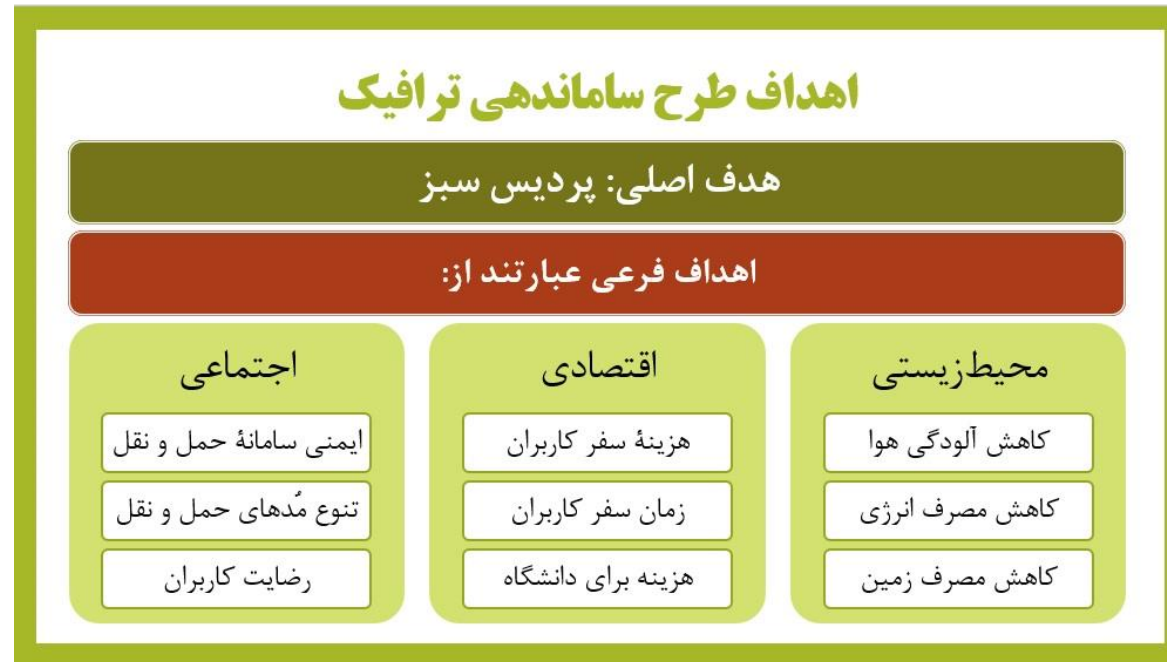 اهداف طرح ساماندهی ترافیک
هدف اصلی: پردیس سبز
اهداف فرعی عبارتند از:
محیط‌زیستی
کاهش آلودگی هوا
کاهش مصرف انرژی
کاهش مصرف زمین
اقتصادی
هزینهٔ سفر کاربران
زمان سفر کاربران
هزینه برای دانشگاه
اجتماعی
ایمنی سامانهٔ حمل و نقل
تنوع مُدهای حمل و نقل
رضایت کاربران